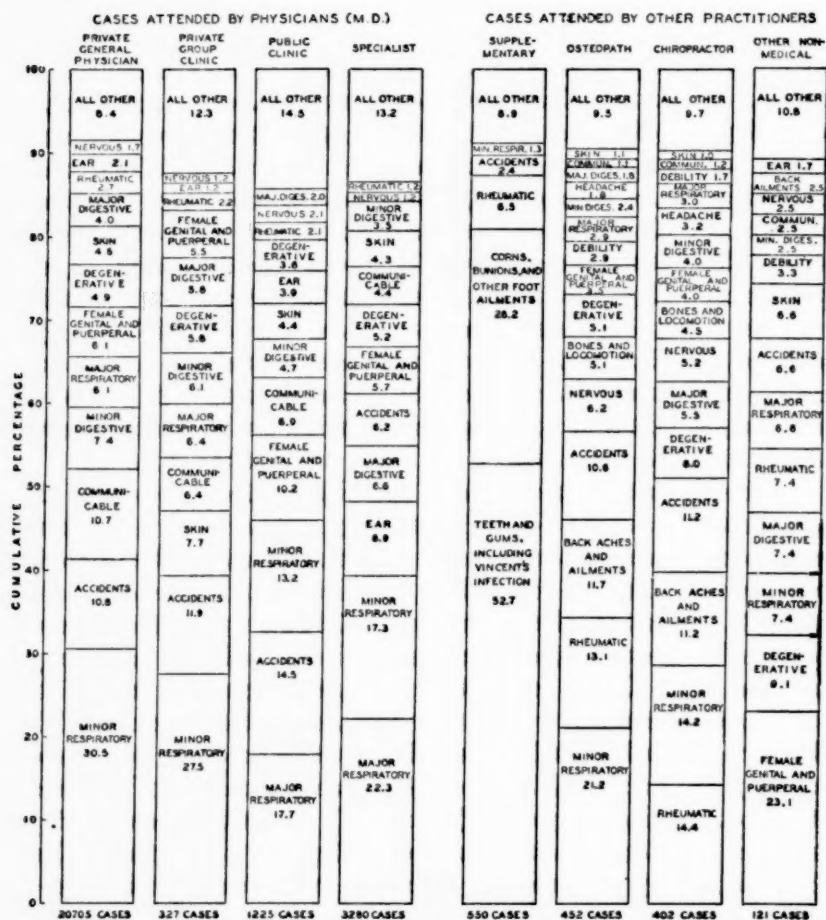 CASES ATTENDED BY PHYSICIANS (M.D.)
CASES ATTENDED BY OTHER PRACTITIONERS
CUMULATIVE PERCENTAGE
100
90
80
70
60
50
40
30
20
10
0
PRIVATE
GENERAL
PHYSICIAN
ALL OTHER
8.4
NERVOUS 1.7
EAR 2.1
RHEUMATIC
2.7
MAJOR
DIGESTIVE
4.0
SKIN
4.6
DEGEN-
ERATIVE
4.9
FEMALE
GENITAL AND
PUERPERAL
6.1
MAJOR
RESPIRATORY
6.1
MINOR
DIGESTIVE
7.4
COMMUNI-
CABLE
10.7
ACCIDENTS
10.8
MINOR
RESPIRATORY
30.5
20705 CASES
PRIVATE
GROUP
CLINIC
ALL OTHER
12.3
NERVOUS 1.2
EAR 1.2
RHEUMATIC 2.2
FEMALE
GENITAL AND
PUERPERAL
5.5
MAJOR
DIGESTIVE
5.8
DEGEN-
ERATIVE
5.8
MINOR
DIGESTIVE
6.1
MAJOR
RESPIRATORY
6.4
COMMUNI-
CABLE
6.4
SKIN
7.7
ACCIDENTS
11.9
MINOR
RESPIRATORY
27.5
327 CASES
PUBLIC
CLINIC
ALL OTHER
14.5
MAJ. DIGES. 2.0
NERVOUS 2.1
RHEUMATIC 2.1
DEGEN-
ERATIVE
3.8
EAR
3.9
SKIN
4.4
MINOR
DIGESTIVE
4.7
COMMUNI-
CABLE
6.9
FEMALE
GENITAL AND
PUERPERAL
10.2
MINOR
RESPIRATORY
13.2
ACCIDENTS
14.5
MAJOR
RESPIRATORY
17.7
1225 CASES
SPECIALIST
ALL OTHER
13.2
RHEUMATIC 1.2
NERVOUS 1.2
MINOR
DIGESTIVE
3.5
SKIN
4.3
COMMUNI-
CABLE
4.4
DEGEN-
ERATIVE
5.2
FEMALE
GENITAL AND
PUERPERAL
5.7
ACCIDENTS
6.2
MAJOR
DIGESTIVE
6.6
EAR
8.9
MINOR
RESPIRATORY
17.3
MAJOR
RESPIRATORY
22.3
3280 CASES
SUPPLE-
MENTARY
ALL OTHER
8.9
MIN. RESPIR. 1.3
ACCIDENTS
2.4
RHEUMATIC
6.5
CORNS,
BUNIONS, AND
OTHER FOOT
AILMENTS
28.2
TEETH AND
GUMS,
INCLUDING
VINCENT'S
INFECTION
52.7
550 CASES
OSTEOPATH
ALL OTHER
9.5
SKIN 1.1
COMMUN. 1.1
MAJ. DIGES. 1.8
HEADACHE
1.8
MIN. DIGES. 2.4
MAJOR
RESPIRATORY
2.9
DEBILITY
2.9
FEMALE
GENITAL AND
PUERPERAL
3.5
DEGEN-
ERATIVE
5.1
BONES AND
LOCOMOTION
5.1
NERVOUS
6.2
ACCIDENTS
10.6
BACK ACHES
AND
AILMENTS
11.7
RHEUMATIC
13.1
MINOR
RESPIRATORY
21.2
452 CASES
CHIROPRACTOR
ALL OTHER
9.7
SKIN 1.0
COMMUN. 1.2
DEBILITY 1.7
MAJOR
RESPIRATORY
3.0
HEADACHE
3.2
MINOR
DIGESTIVE
4.0
FEMALE
GENITAL AND
PUERPERAL
4.0
BONES AND
LOCOMOTION
4.5
NERVOUS
5.2
MAJOR
DIGESTIVE
5.5
DEGEN-
ERATIVE
6.0
ACCIDENTS
11.2
BACK ACHES
AND
AILMENTS
11.2
MINOR
RESPIRATORY
14.2
RHEUMATIC
14.4
402 CASES
OTHER NON-
MEDICAL
ALL OTHER
10.8
EAR 1.7
BACK
AILMENTS 2.5
NERVOUS
2.5
COMMUN.
2.5
MIN. DIGES.
2.5
DEBILITY
3.3
SKIN
6.6
ACCIDENTS
6.6
MAJOR
RESPIRATORY
6.6
RHEUMATIC
7.4
MAJOR
DIGESTIVE
7.4
MINOR
RESPIRATORY
7.4
DEGEN-
ERATIVE
9.1
FEMALE
GENITAL AND
PUERPERAL
23.1
121 CASES